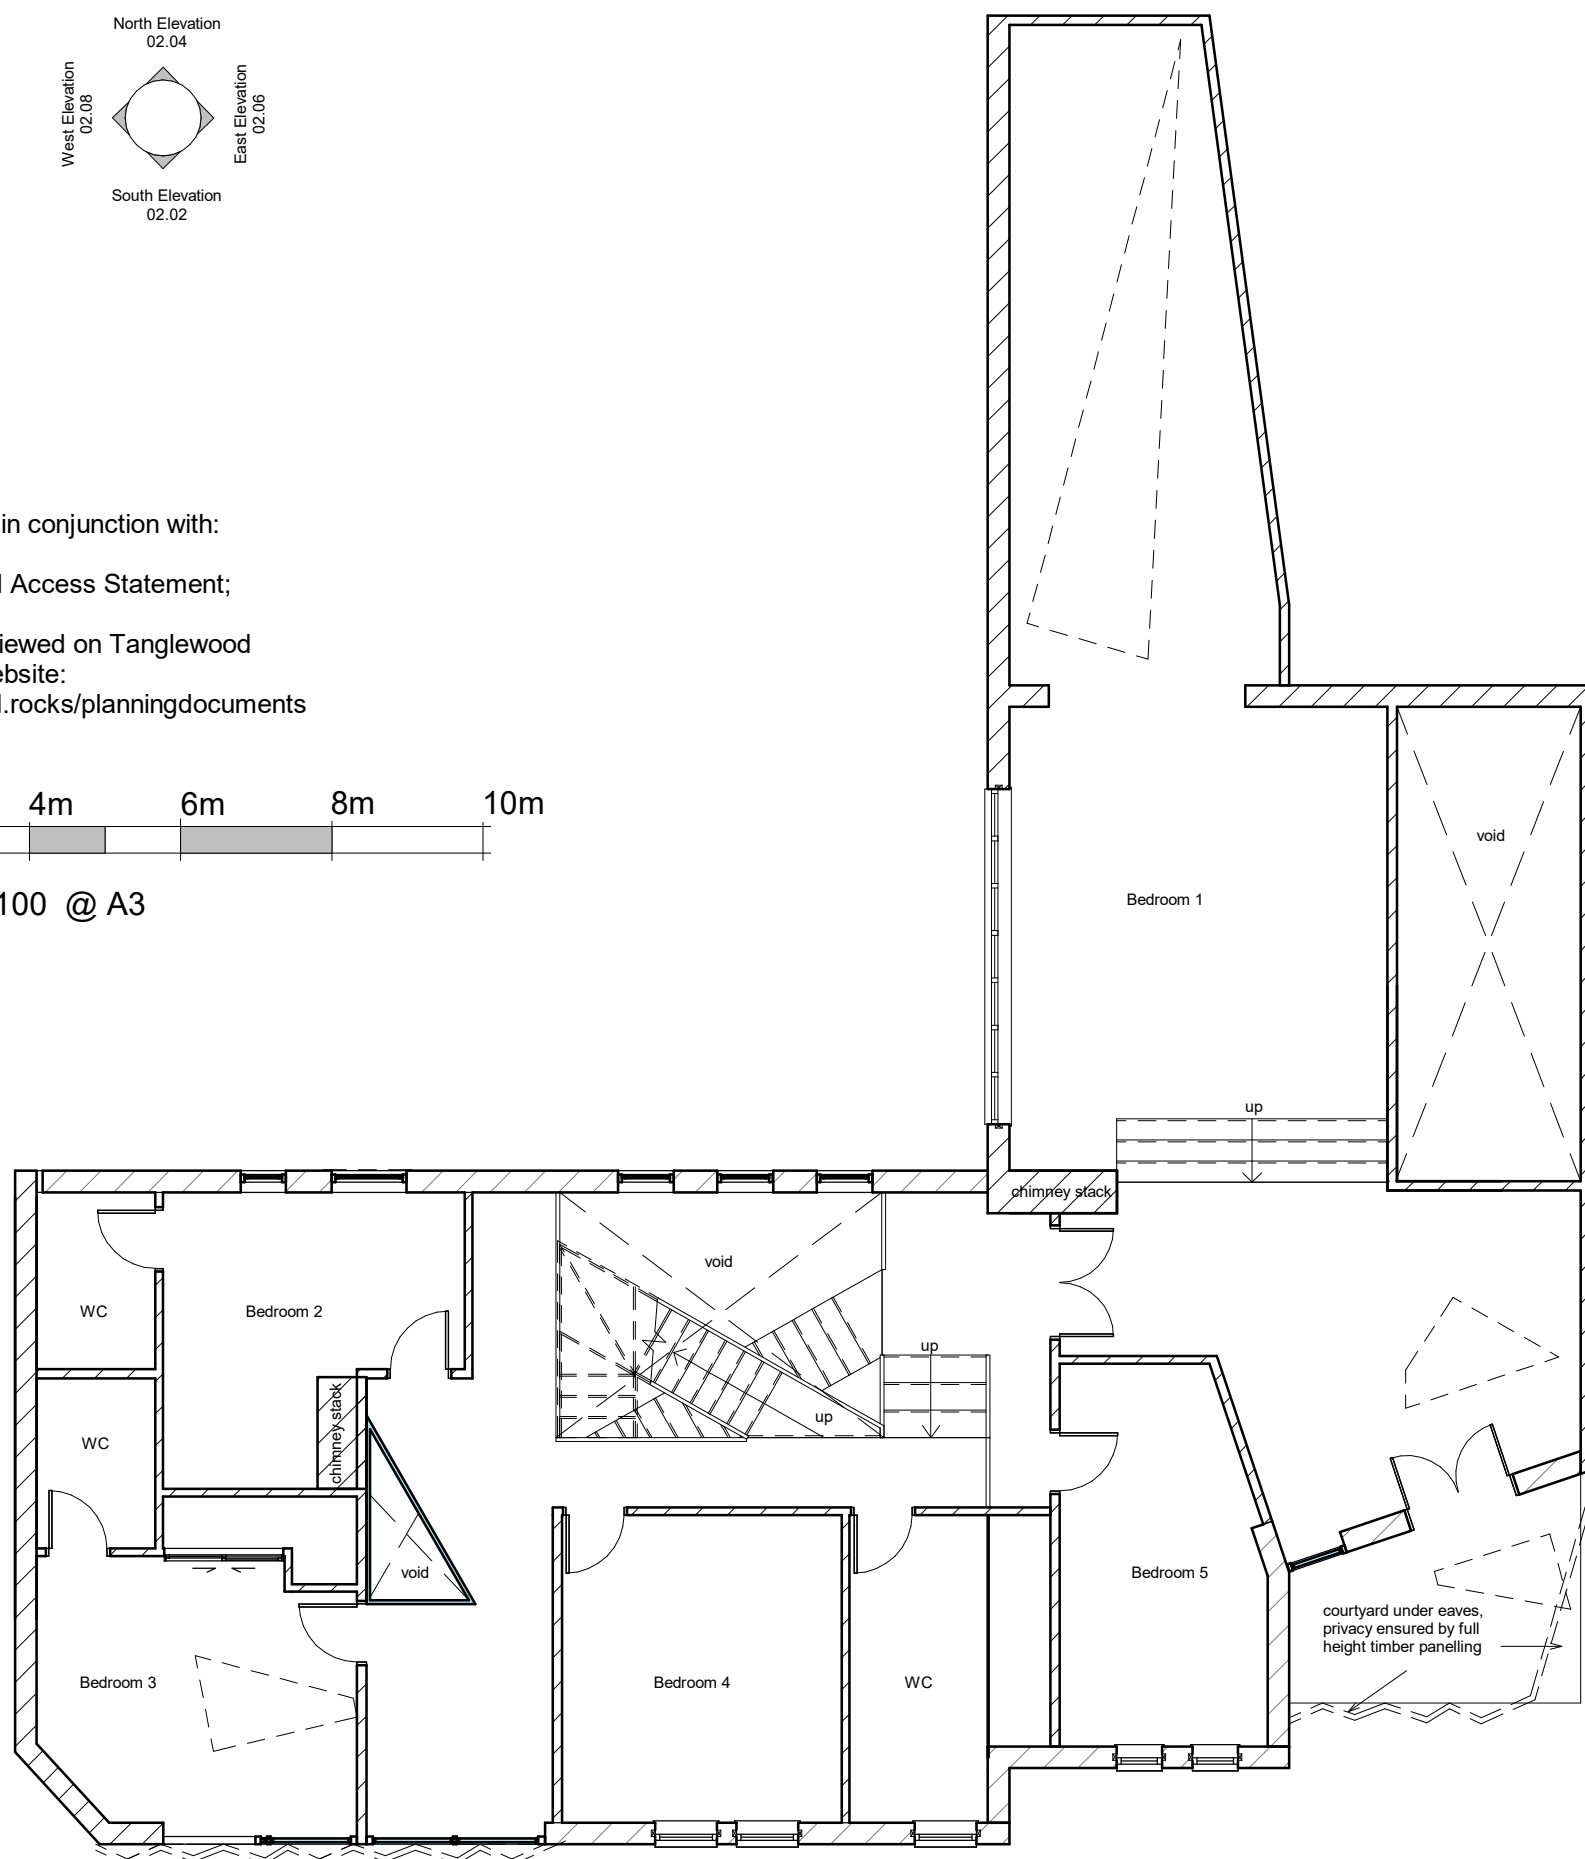 North Elevation
02.04
West Elevation
02.08
East Elevation
02.06
South Elevation
02.02
in conjunction with:
Access Statement;
iewed on Tanglewood
ebsite:
l.rocks/planningdocuments
4m 6m 8m 10m
100 @ A3
void
Bedroom 1
up
chimney stack
void
WC
Bedroom 2
up
chimney stack
up
WC
void
Bedroom 5
courtyard under eaves,
privacy ensured by full
height timber panelling
Bedroom 3
Bedroom 4
WC